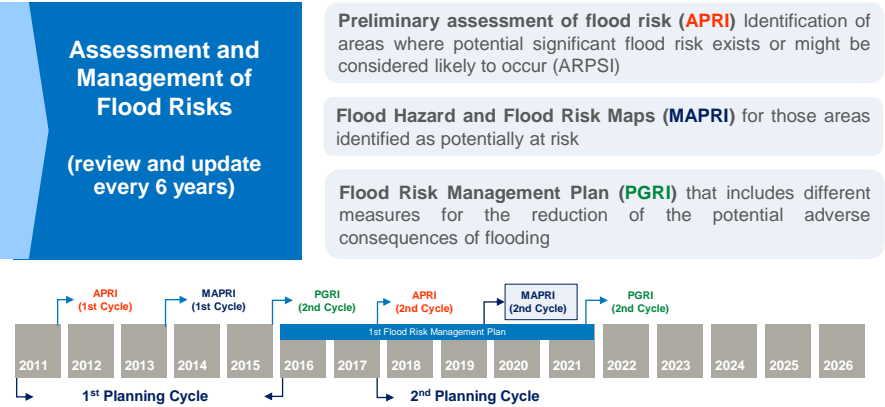 Assessment and
Management of
Flood Risks
(review and update
every 6 years)
Preliminary assessment of flood risk (APRI) Identification of
areas where potential significant flood risk exists or might be
considered likely to occur (ARPSI)
Flood Hazard and Flood Risk Maps (MAPRI) for those areas
identified as potentially at risk
Flood Risk Management Plan (PGRI) that includes different
measures for the reduction of the potential adverse
consequences of flooding
APRI
(1st Cycle)
MAPRI
(1st Cycle)
PGRI
(2nd Cycle)
APRI
(2nd Cycle)
MAPRI
(2nd Cycle)
PGRI
(2nd Cycle)
1st Flood Risk Management Plan
2011 2012 2013 2014 2015 2016 2017 2018 2019 2020 2021 2022 2023 2024 2025 2026
1st Planning Cycle
2nd Planning Cycle